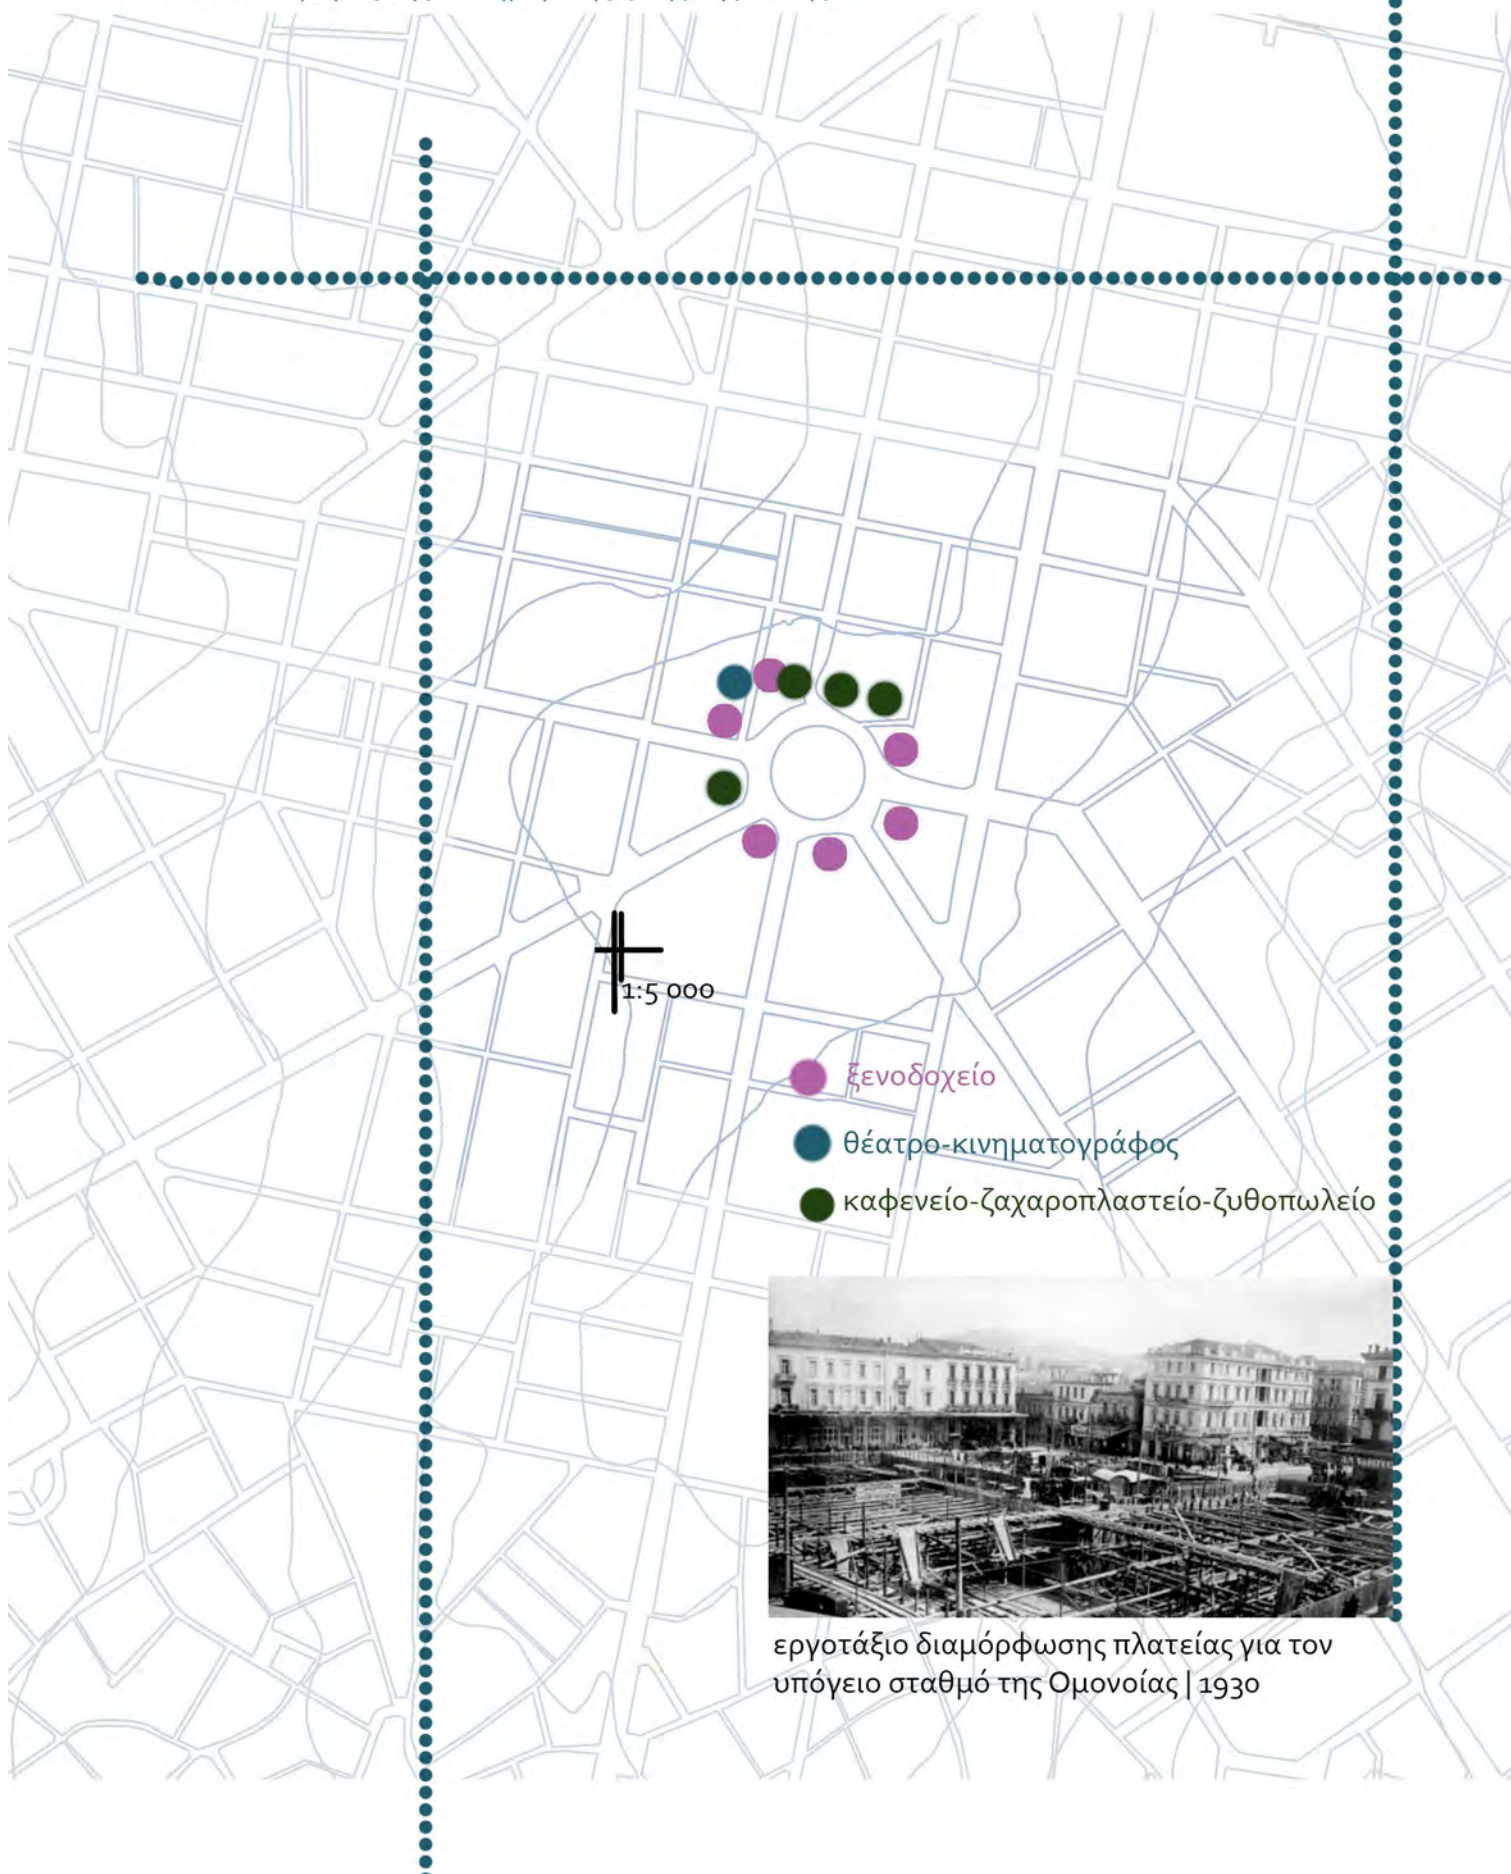 1:5 000
ξενοδοχείο
θέατρο-κινηματογράφος
καφενείο-ζαχαροπλαστείο-ζυθοπωλείο
εργοτάξιο διαμόρφωσης πλατείας για τον
υπόγειο σταθμό της Ομονοίας | 1930